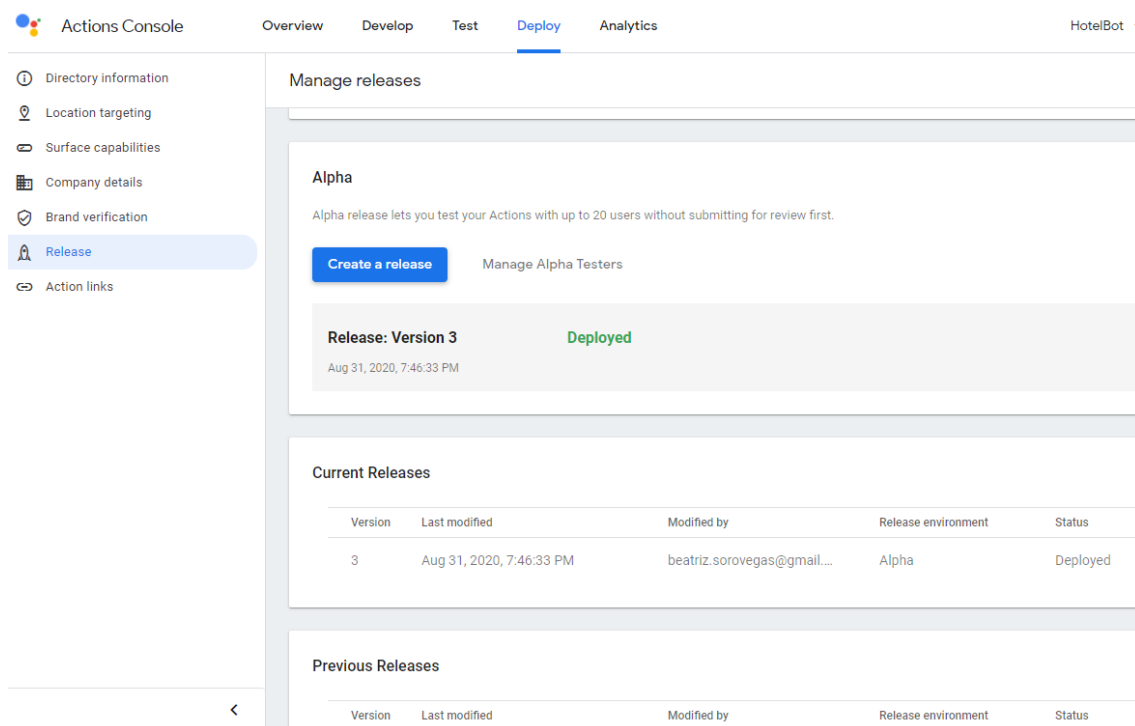 Actions Console
Overview Develop Test Deploy Analytics HotelBot
Directory information
Location targeting
Surface capabilities
Company details
Brand verification
Release
Action links
Manage releases
Alpha
Alpha release lets you test your Actions with up to 20 users without submitting for review first.
Create a release Manage Alpha Testers
Release: Version 3 Deployed
Aug 31, 2020, 7:46:33 PM
Current Releases
Version Last modified Modified by Release environment Status
3 Aug 31, 2020, 7:46:33 PM beatriz.sorovegas@gmail.... Alpha Deployed
Previous Releases
Version Last modified Modified by Release environment Status